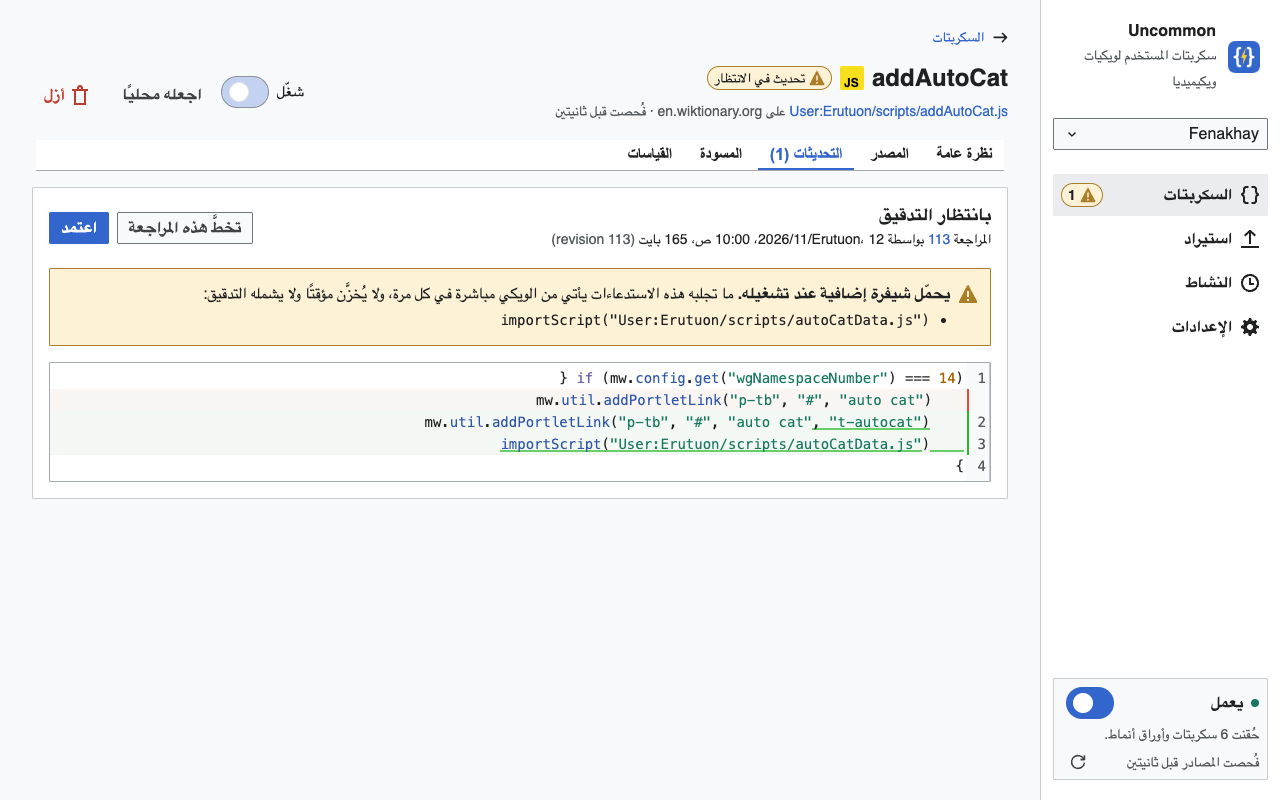 Uncommon
سكربتات المستخدم لويكيات
ويكيميديا
Fenakhay
السكربتات
1
استيراد
النشاط
الإعدادات
يعمل
حُقنت 6 سكربتات وأوراق أنماط.
فُحصت المصادر قبل ثانيتين
السكربتات
addAutoCat JS تحديث في الانتظار
User:Erutuon/scripts/addAutoCat.js على en.wiktionary.org · فُحصت قبل ثانيتين
شغّل
اجعله محليًا
أزل
نظرة عامة
المصدر
التحديثات (1)
المسودة
القياسات
بانتظار التدقيق
المراجعة 113 بواسطة Erutuon، 12/11/2026، 10:00 ص، 165 بايت (revision 113)
تخطَّ هذه المراجعة
اعتمد
يحمّل شيفرة إضافية عند تشغيله. ما تجلبه هذه الاستدعاءات يأتي من الويكي مباشرة في كل مرة، ولا يُخزَّن مؤقتًا ولا يشمله التدقيق:
• importScript("User:Erutuon/scripts/autoCatData.js")
1 if (mw.config.get("wgNamespaceNumber") === 14) {
mw.util.addPortletLink("p-tb", "#", "auto cat")
2 mw.util.addPortletLink("p-tb", "#", "auto cat", "t-autocat")
3 importScript("User:Erutuon/scripts/autoCatData.js")
4 }